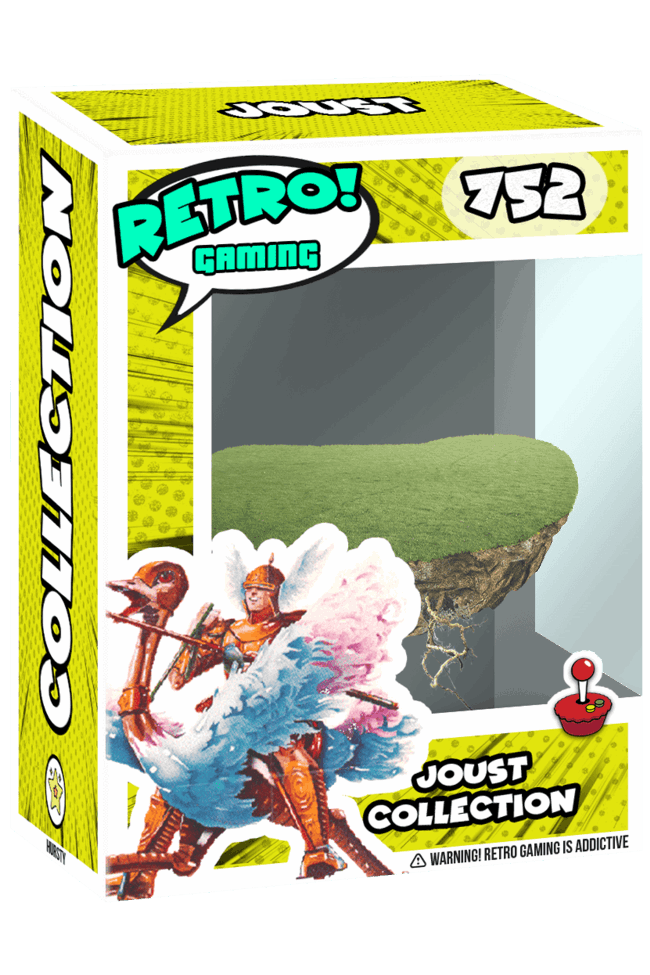 JOUST
RETRO!
GAMING
752
COLLECTION
JOUST
COLLECTION
⚠ WARNING! RETRO GAMING IS ADDICTIVE
HURSTY